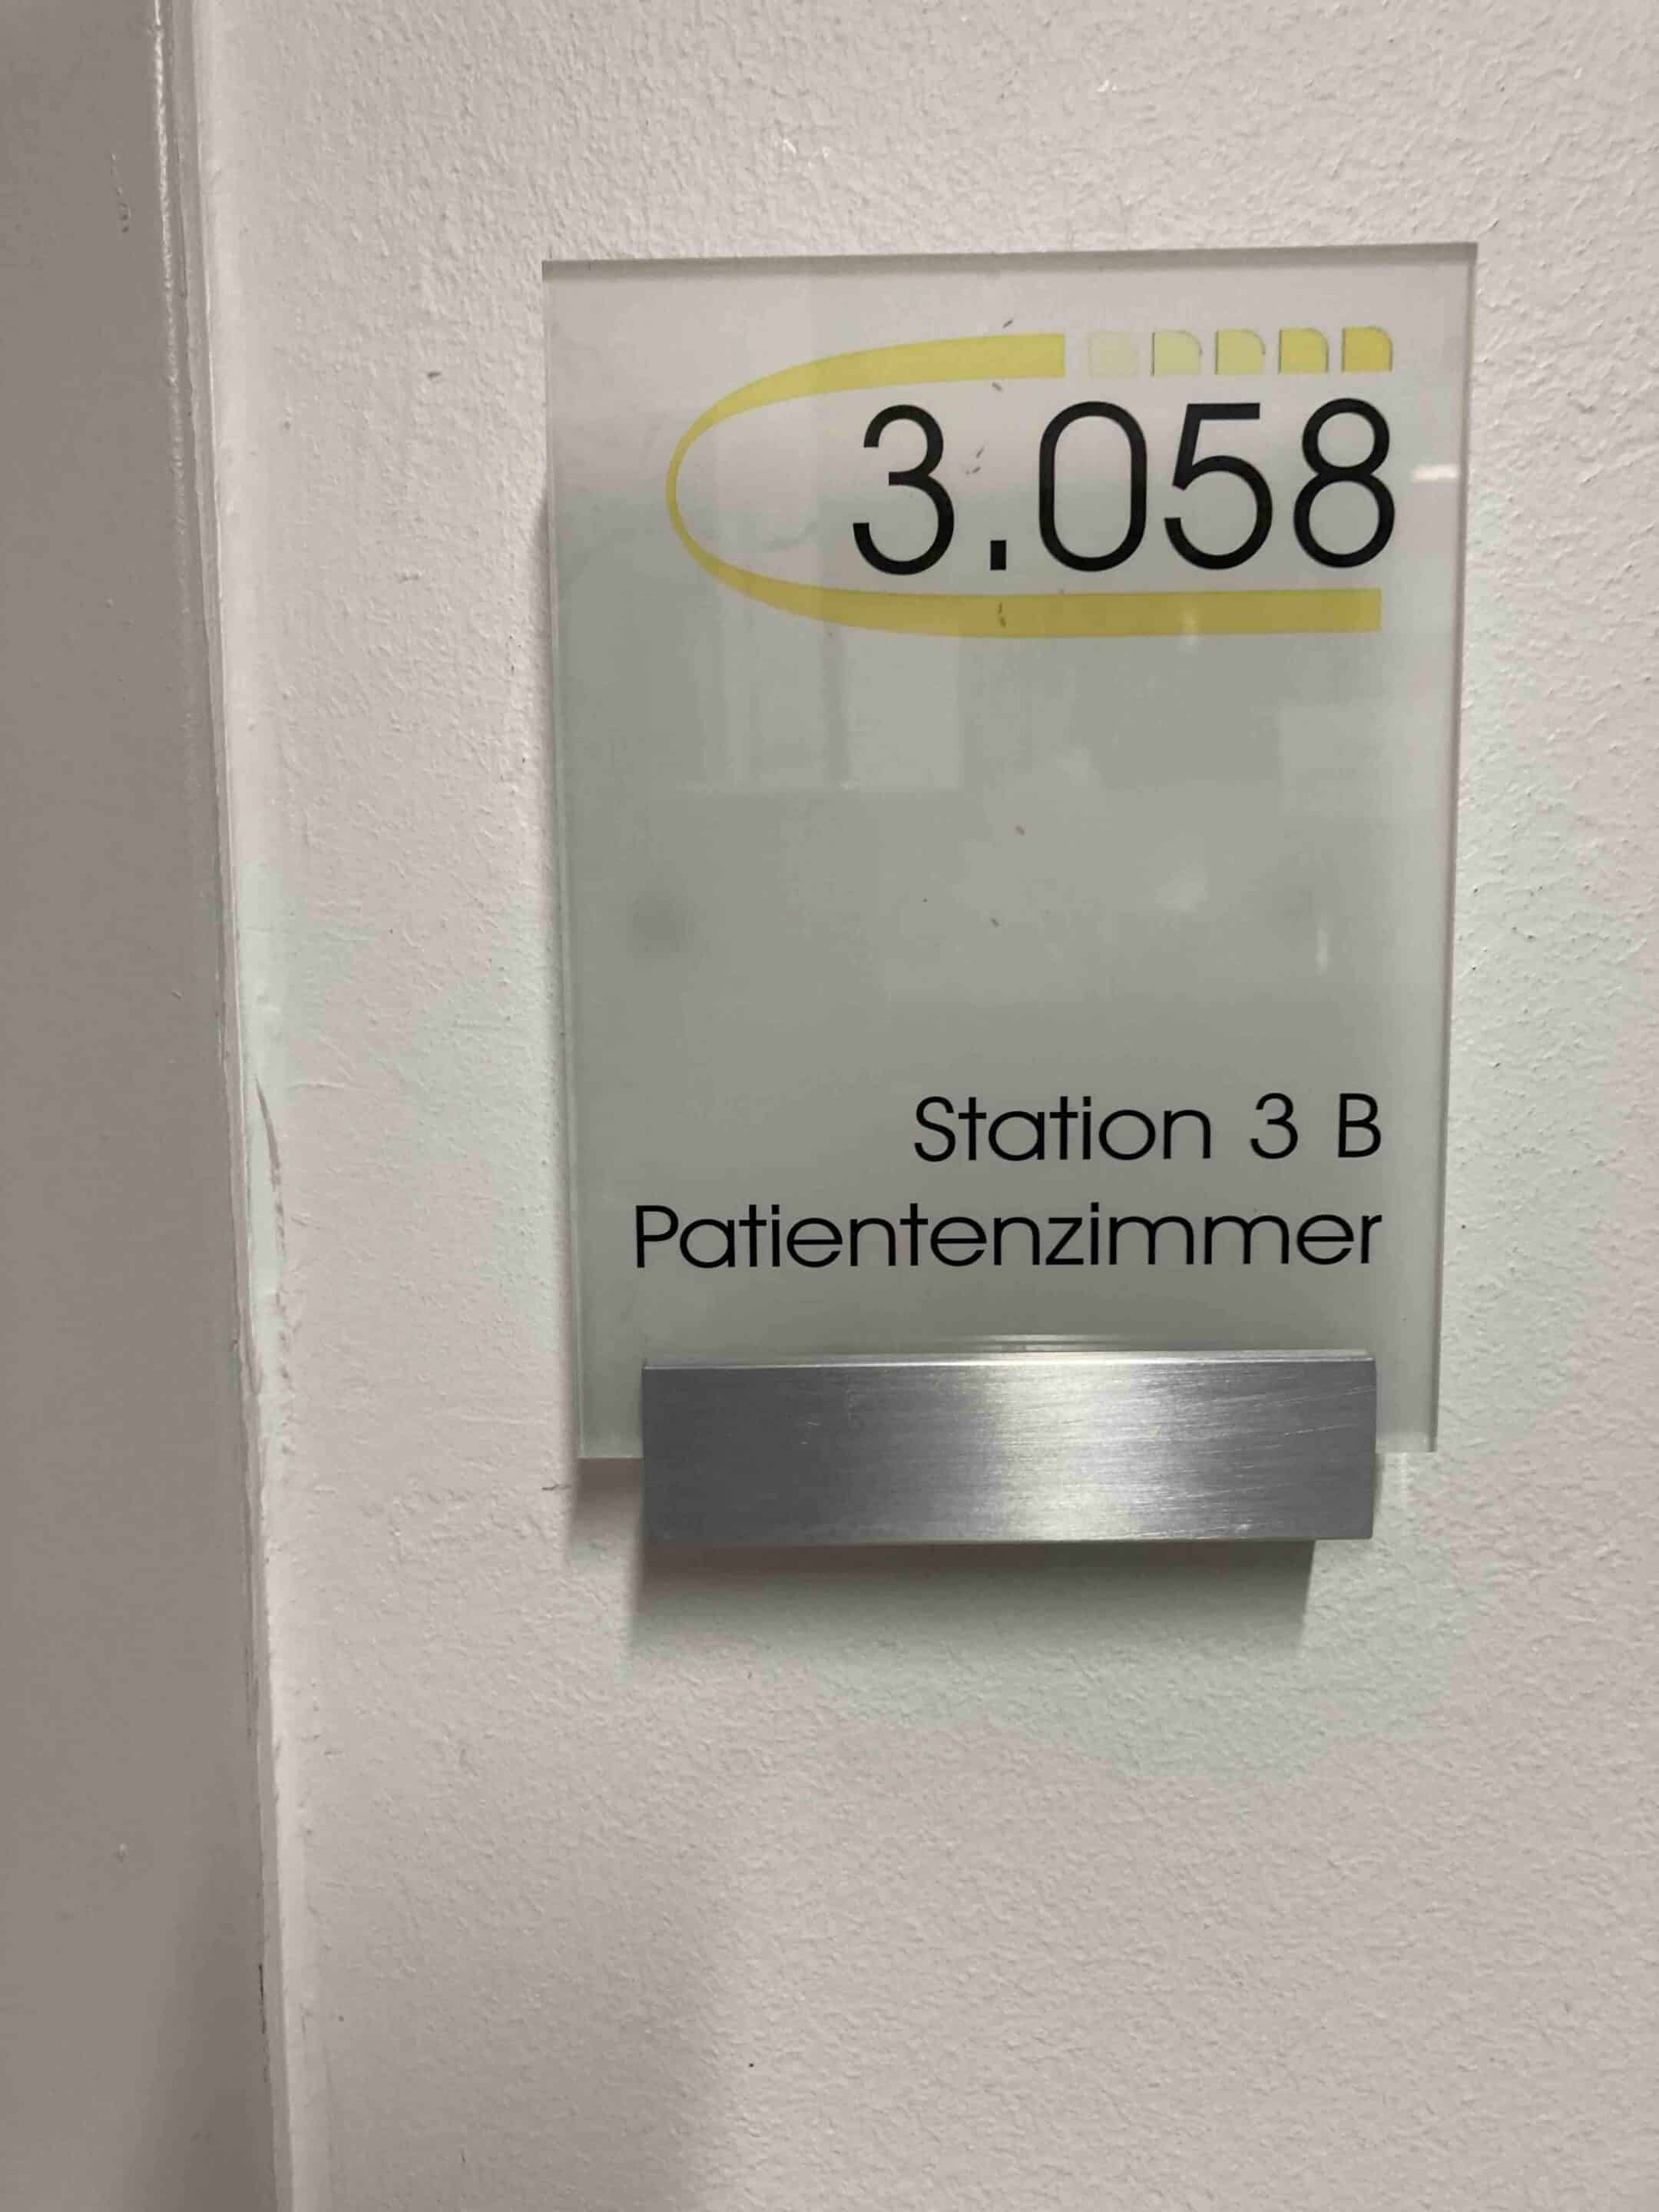 3.058
Station 3 B
Patientenzimmer